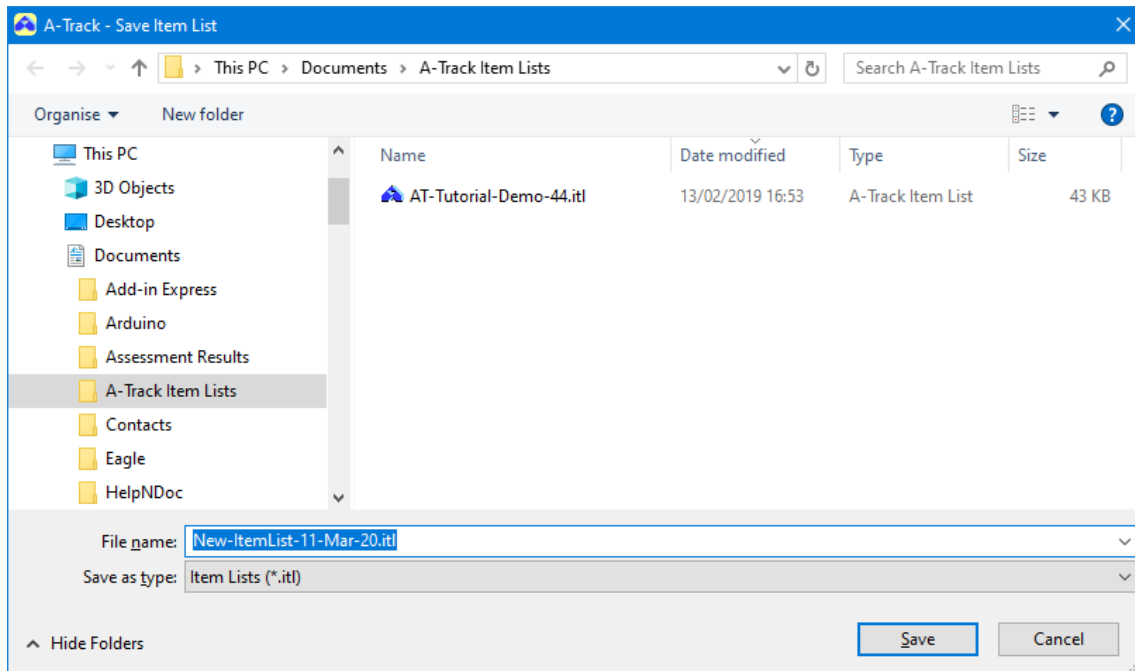 A-Track - Save Item List
This PC > Documents > A-Track Item Lists
Search A-Track Item Lists
Organise
New folder
?
This PC
3D Objects
Desktop
Documents
Add-in Express
Arduino
Assessment Results
A-Track Item Lists
Contacts
Eagle
HelpNDoc
Name Date modified Type Size
AT-Tutorial-Demo-44.itl 13/02/2019 16:53 A-Track Item List 43 KB
File name: New-ItemList-11-Mar-20.itl
Save as type: Item Lists (*.itl)
Hide Folders
Save
Cancel